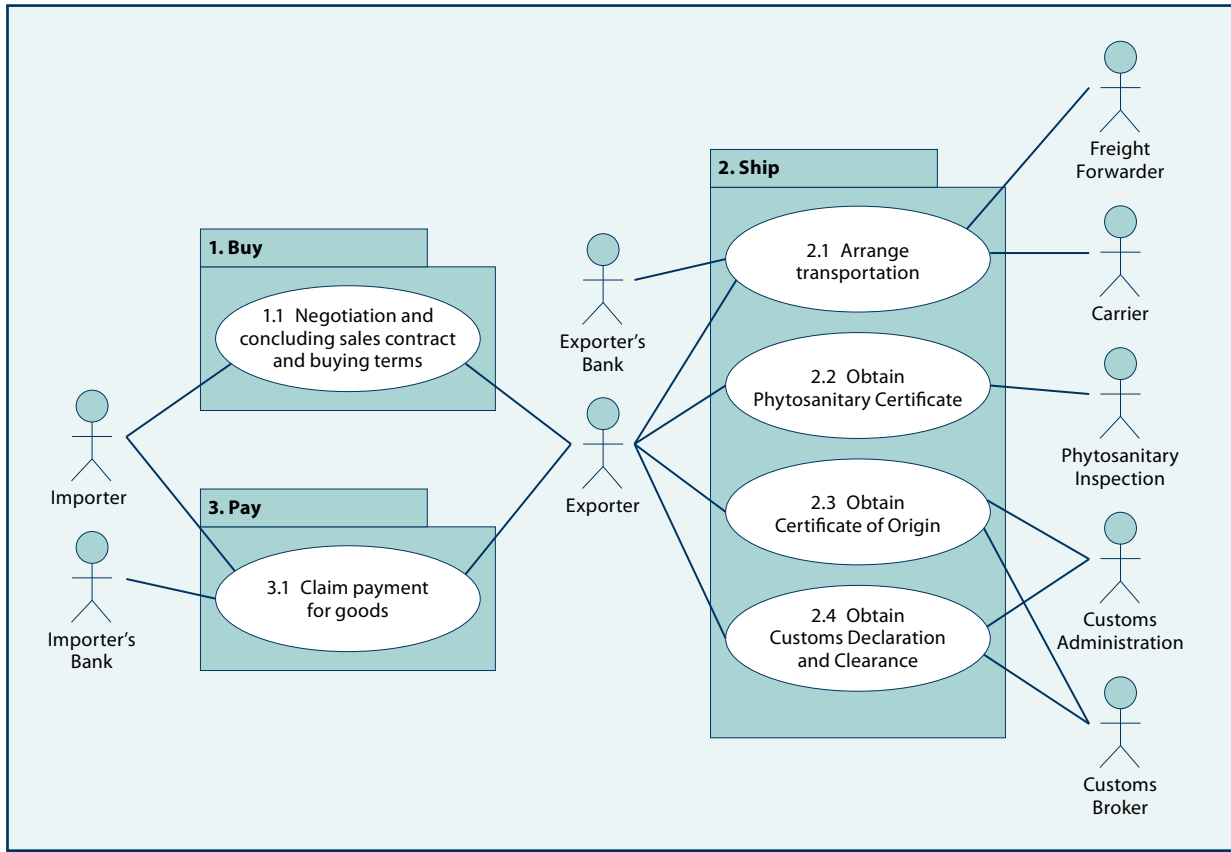 1. Buy
1.1 Negotiation and
concluding sales contract
and buying terms
Importer
3. Pay
3.1 Claim payment
for goods
Importer’s
Bank
Exporter’s
Bank
Exporter
2. Ship
2.1 Arrange
transportation
2.2 Obtain
Phytosanitary Certificate
2.3 Obtain
Certificate of Origin
2.4 Obtain
Customs Declaration
and Clearance
Freight
Forwarder
Carrier
Phytosanitary
Inspection
Customs
Administration
Customs
Broker